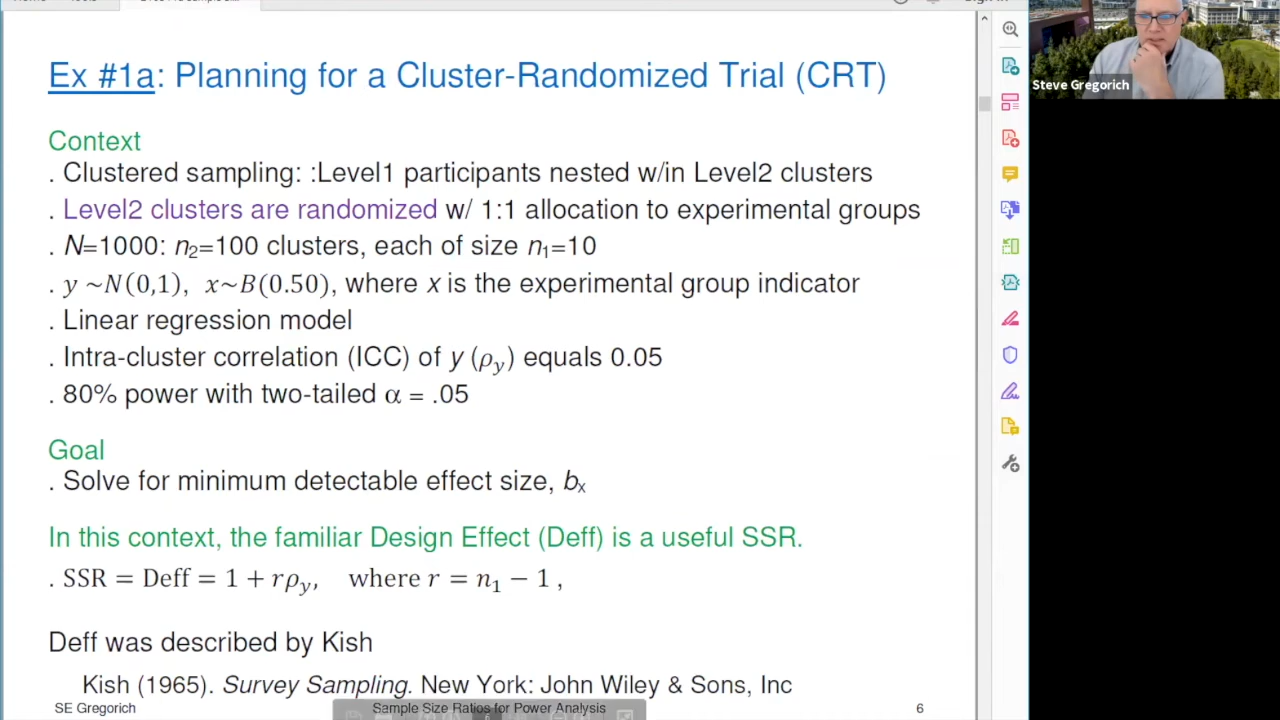 Ex #1a: Planning for a Cluster-Randomized Trial (CRT)
Context
. Clustered sampling: :Level1 participants nested w/in Level2 clusters
. Level2 clusters are randomized w/ 1:1 allocation to experimental groups
. N=1000: n₂=100 clusters, each of size n₁=10
. y ~N(0,1), x~B(0.50), where x is the experimental group indicator
. Linear regression model
. Intra-cluster correlation (ICC) of y (ρy) equals 0.05
. 80% power with two-tailed α = .05
Goal
. Solve for minimum detectable effect size, bx
In this context, the familiar Design Effect (Deff) is a useful SSR.
. SSR = Deff = 1 + rρy, where r = n₁ − 1 ,
Deff was described by Kish
Kish (1965). Survey Sampling. New York: John Wiley & Sons, Inc
SE Gregorich
Sample Size Ratios for Power Analysis
6
Steve Gregorich